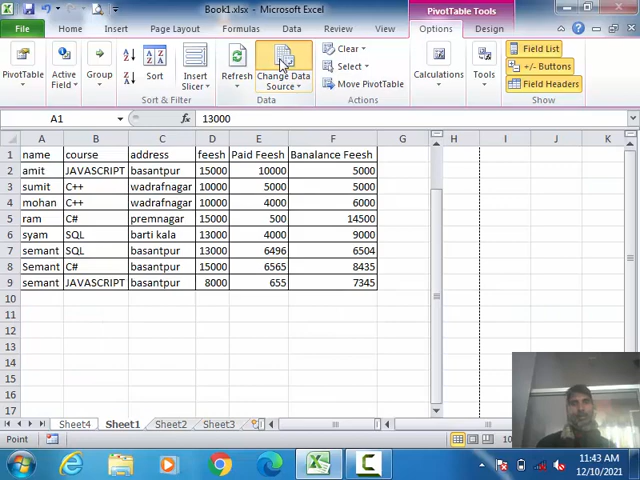 Book1.xlsx - Microsoft Excel
PivotTable Tools
File Home Insert Page Layout Formulas Data Review View Options Design
PivotTable
Active Field
Group
Sort
Insert Slicer
Refresh
Change Data Source
Clear
Select
Move PivotTable
Calculations
Tools
Field List
+/- Buttons
Field Headers
Sort & Filter Data Actions Show
A1 fx 13000
A B C D E F G H I J K
1 name course address feesh Paid Feesh Banalance Feesh
2 amit JAVASCRIPT basantpur 15000 10000 5000
3 sumit C++ wadrafnagar 10000 5000 5000
4 mohan C++ wadrafnagar 10000 4000 6000
5 ram C# premnagar 15000 500 14500
6 syam SQL barti kala 13000 4000 9000
7 semant SQL basantpur 13000 6496 6504
8 Semant C# basantpur 15000 6565 8435
9 semant JAVASCRIPT basantpur 8000 655 7345
10
11
12
13
14
15
16
17
Sheet4 Sheet1 Sheet2 Sheet3
Point 10
11:43 AM
12/10/2021